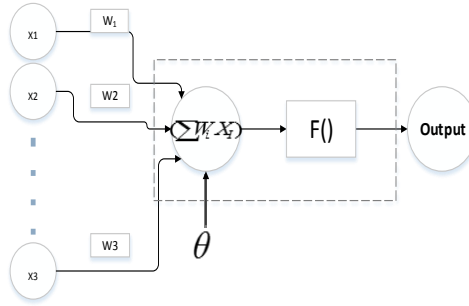 X1
W1
X2
W2
(∑WiXi)
F()
Output
W3
θ
X3